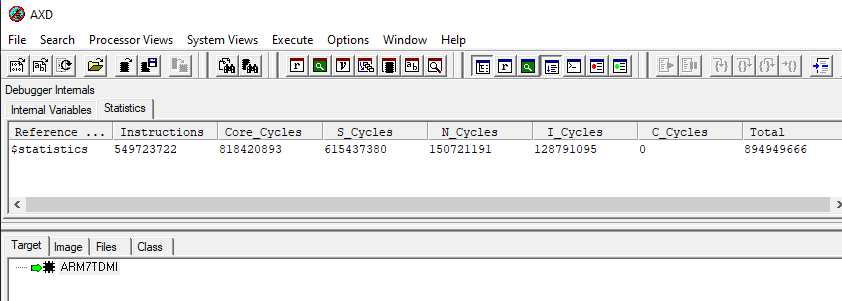 AXD
File Search Processor Views System Views Execute Options Window Help
Debugger Internals
Internal Variables Statistics
Reference ... Instructions Core_Cycles S_Cycles N_Cycles I_Cycles C_Cycles Total
$statistics 549723722 818420893 615437380 150721191 128791095 0 894949666
Target Image Files Class
ARM7TDMI